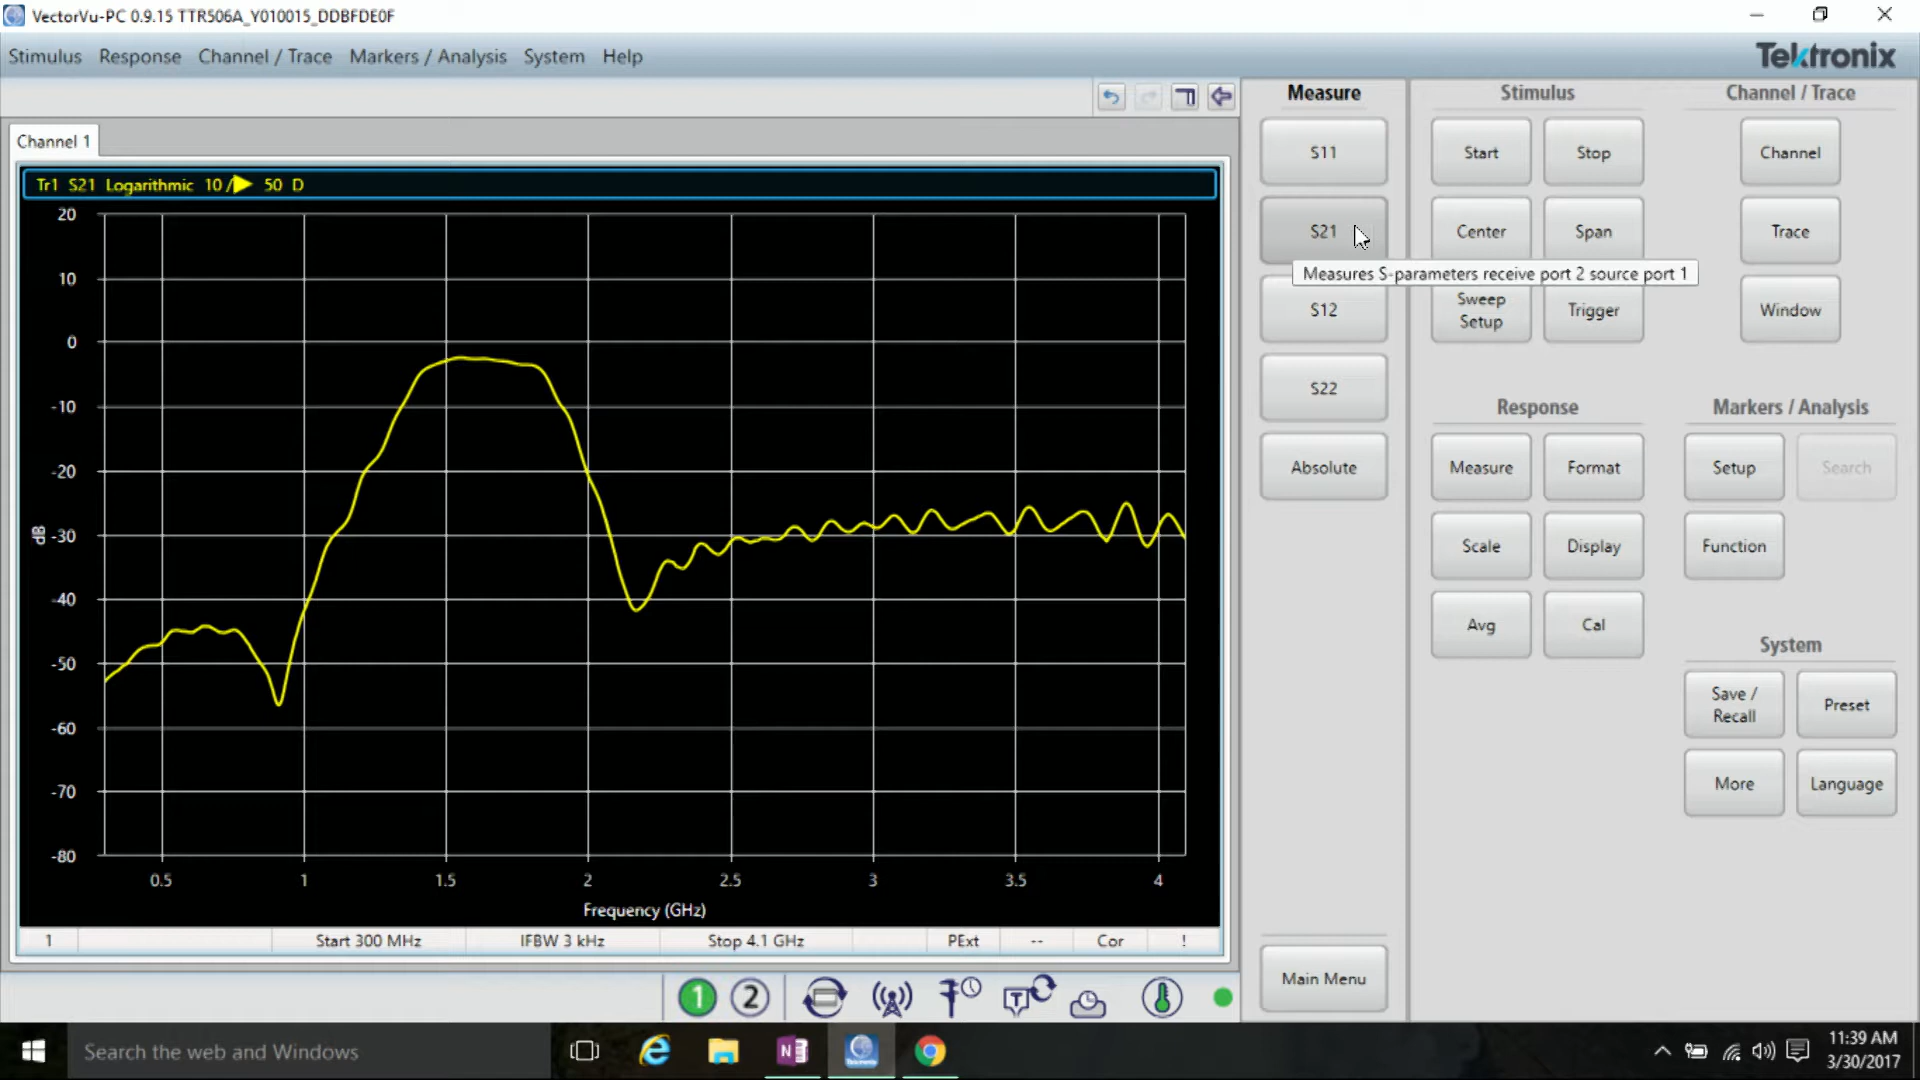 VectorVu-PC 0.9.15 TTR506A_Y010015_DDBFDE0F
Stimulus Response Channel / Trace Markers / Analysis System Help
Tektronix
Channel 1
Tr1 S21 Logarithmic 10 / 50 D
20
10
0
-10
-20
-30
-40
-50
-60
-70
-80
dB
0.5 1 1.5 2 2.5 3 3.5 4
Frequency (GHz)
1 Start 300 MHz IFBW 3 kHz Stop 4.1 GHz PExt -- Cor !
1 2
Measure
S11
S21
S12
S22
Absolute
Main Menu
Measures S-parameters receive port 2 source port 1
Stimulus
Start Stop
Center Span
Sweep
Setup
Trigger
Response
Measure Format
Scale Display
Avg Cal
Channel / Trace
Channel
Trace
Window
Markers / Analysis
Setup Search
Function
System
Save /
Recall
Preset
More Language
Search the web and Windows
11:39 AM
3/30/2017